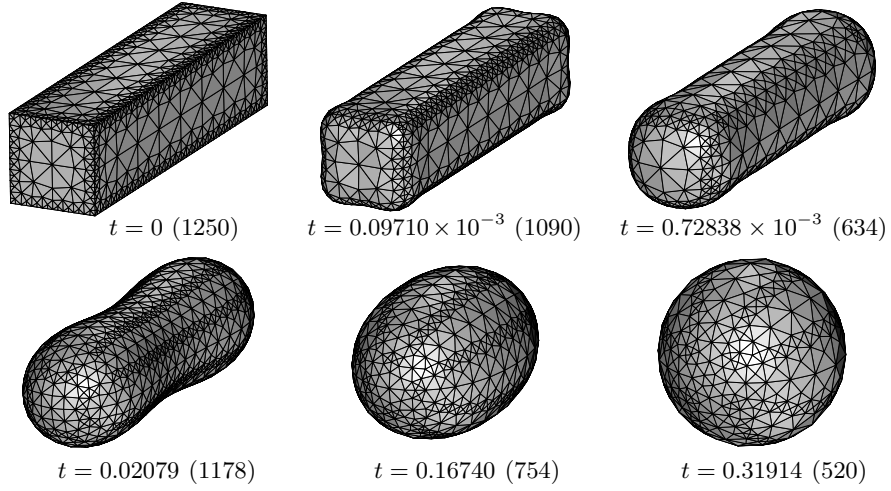 t = 0 (1250)
t = 0.09710 × 10⁻³ (1090)
t = 0.72838 × 10⁻³ (634)
t = 0.02079 (1178)
t = 0.16740 (754)
t = 0.31914 (520)